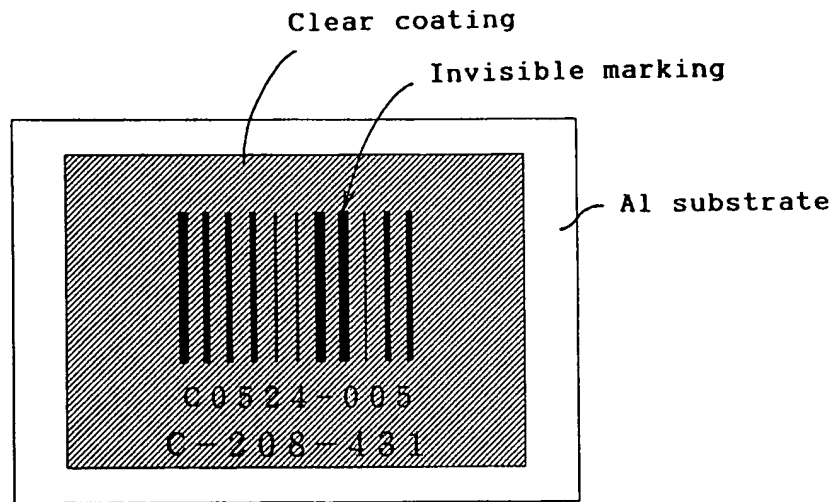 Clear coating
Invisible marking
Al substrate
C0524-005
C-208-431